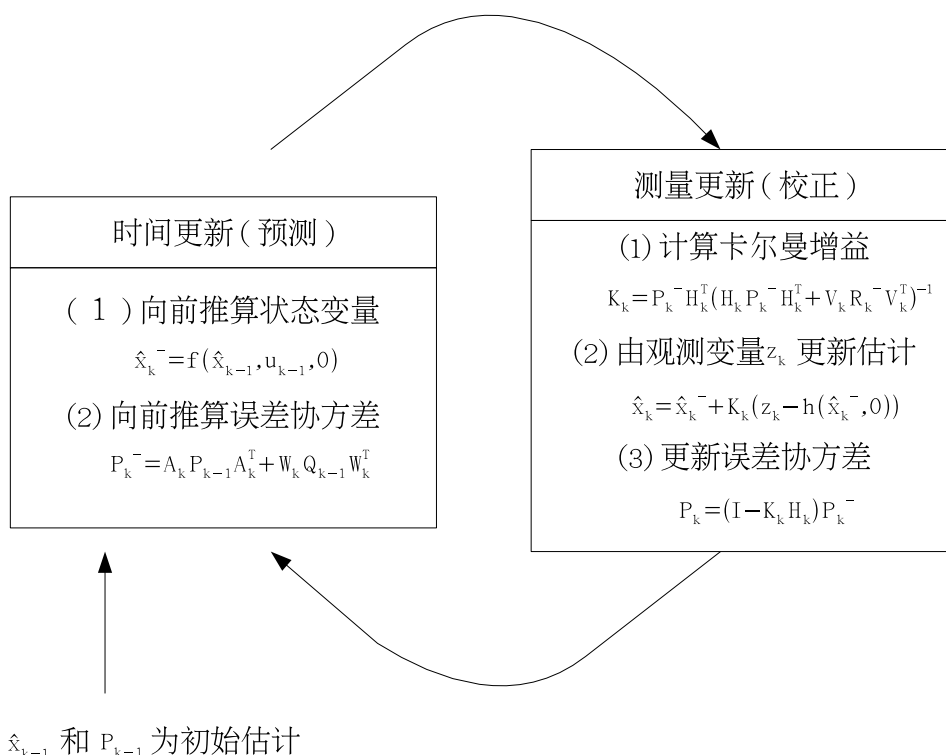 时间更新(预测)
(1)向前推算状态变量
x̂ₖ⁻=f(x̂ₖ₋₁,uₖ₋₁,0)
(2)向前推算误差协方差
Pₖ⁻=AₖPₖ₋₁Aₖᵀ+WₖQₖ₋₁Wₖᵀ
测量更新(校正)
(1)计算卡尔曼增益
Kₖ=Pₖ⁻Hₖᵀ(HₖPₖ⁻Hₖᵀ+VₖRₖ⁻Vₖᵀ)⁻¹
(2)由观测变量zₖ更新估计
x̂ₖ=x̂ₖ⁻+Kₖ(zₖ−h(x̂ₖ⁻,0))
(3)更新误差协方差
Pₖ=(I−KₖHₖ)Pₖ⁻
x̂ₖ₋₁和Pₖ₋₁为初始估计